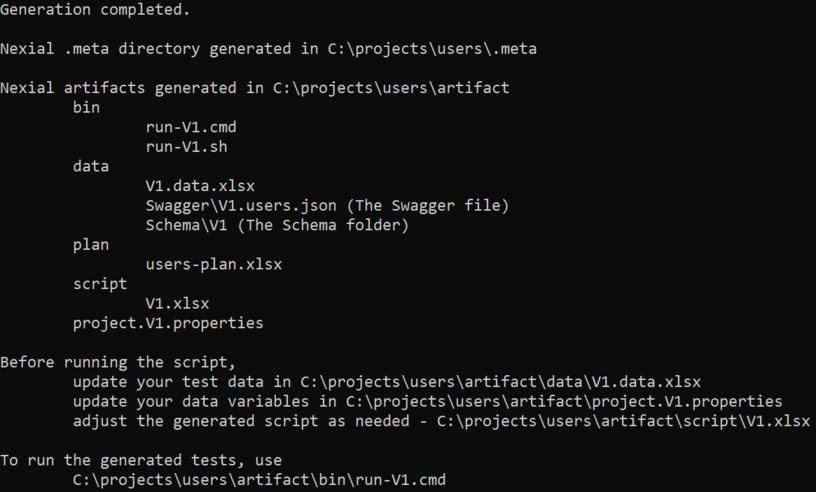 Generation completed.
Nexial .meta directory generated in C:\projects\users\.meta
Nexial artifacts generated in C:\projects\users\artifact
bin
run-V1.cmd
run-V1.sh
data
V1.data.xlsx
Swagger\V1.users.json (The Swagger file)
Schema\V1 (The Schema folder)
plan
users-plan.xlsx
script
V1.xlsx
project.V1.properties
Before running the script,
update your test data in C:\projects\users\artifact\data\V1.data.xlsx
update your data variables in C:\projects\users\artifact\project.V1.properties
adjust the generated script as needed - C:\projects\users\artifact\script\V1.xlsx
To run the generated tests, use
C:\projects\users\artifact\bin\run-V1.cmd